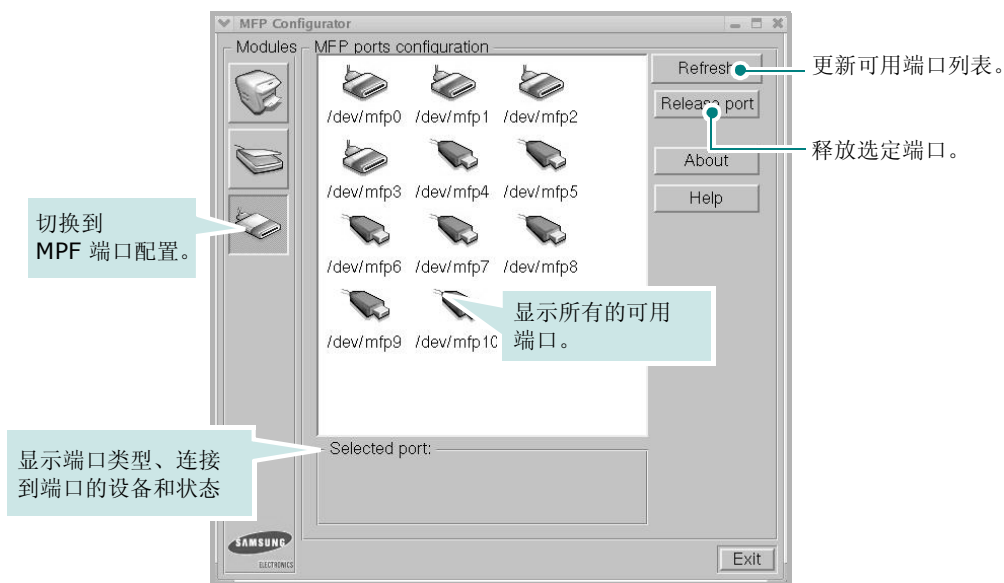 MFP Configurator
Modules
MFP ports configuration
/dev/mfp0 /dev/mfp1 /dev/mfp2
/dev/mfp3 /dev/mfp4 /dev/mfp5
/dev/mfp6 /dev/mfp7 /dev/mfp8
/dev/mfp9 /dev/mfp10
Refresh
更新可用端口列表。
Release port
释放选定端口。
About
Help
切换到
MPF 端口配置。
显示所有的可用
端口。
Selected port:
显示端口类型、连接
到端口的设备和状态
SAMSUNG
ELECTRONICS
Exit